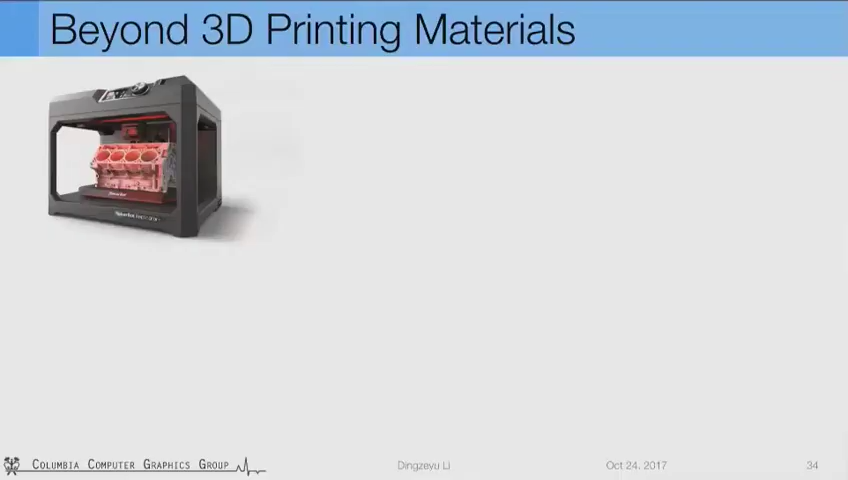 Beyond 3D Printing Materials
Columbia Computer Graphics Group
Dingzeyu Li
Oct 24, 2017
34